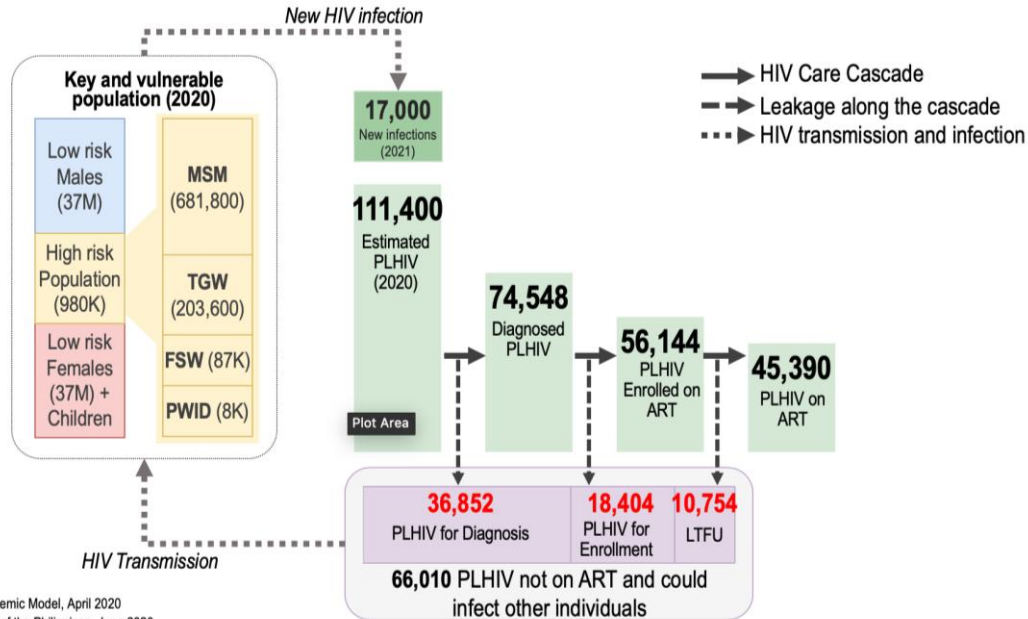 New HIV infection
Key and vulnerable
population (2020)
Low risk
Males
(37M)
High risk
Population
(980K)
Low risk
Females
(37M) +
Children
MSM
(681,800)
TGW
(203,600)
FSW (87K)
PWID (8K)
17,000
New infections
(2021)
111,400
Estimated
PLHIV
(2020)
Plot Area
74,548
Diagnosed
PLHIV
56,144
PLHIV
Enrolled on
ART
45,390
PLHIV on
ART
HIV Care Cascade
Leakage along the cascade
HIV transmission and infection
36,852
PLHIV for Diagnosis
18,404
PLHIV for
Enrollment
10,754
LTFU
66,010 PLHIV not on ART and could
infect other individuals
HIV Transmission
emic Model, April 2020